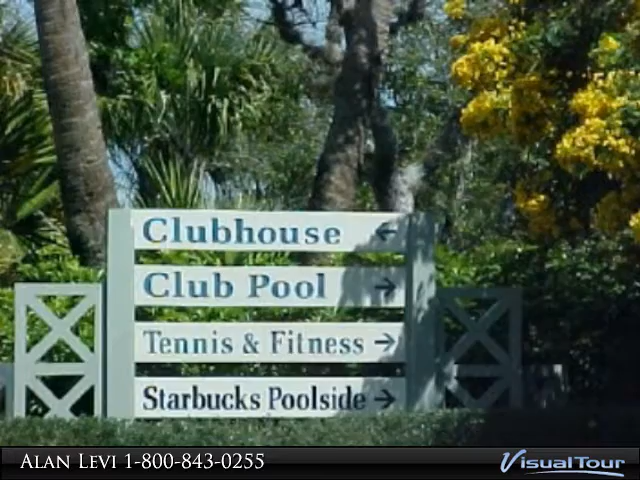 Clubhouse ←
Club Pool →
Tennis & Fitness →
Starbucks Poolside →
Alan Levi 1-800-843-0255
VisualTour